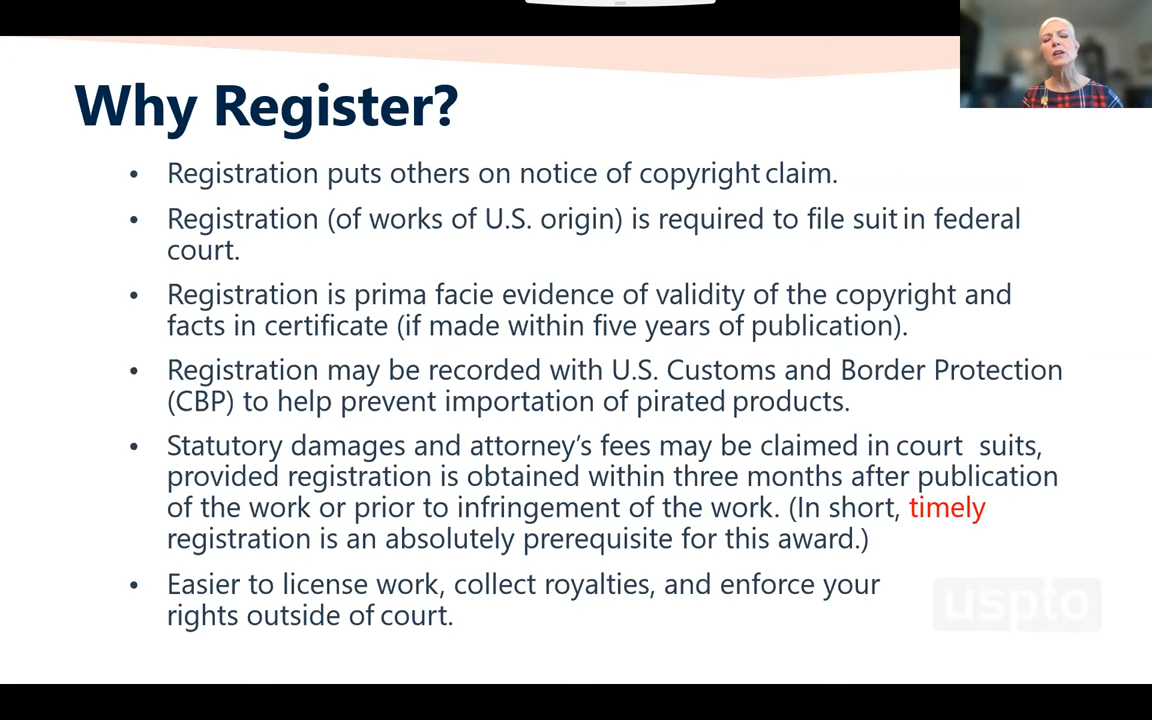 Why Register?
• Registration puts others on notice of copyright claim.
• Registration (of works of U.S. origin) is required to file suit in federal
court.
• Registration is prima facie evidence of validity of the copyright and
facts in certificate (if made within five years of publication).
• Registration may be recorded with U.S. Customs and Border Protection
(CBP) to help prevent importation of pirated products.
• Statutory damages and attorney’s fees may be claimed in court suits,
provided registration is obtained within three months after publication
of the work or prior to infringement of the work. (In short, timely
registration is an absolutely prerequisite for this award.)
• Easier to license work, collect royalties, and enforce your
rights outside of court.
uspto